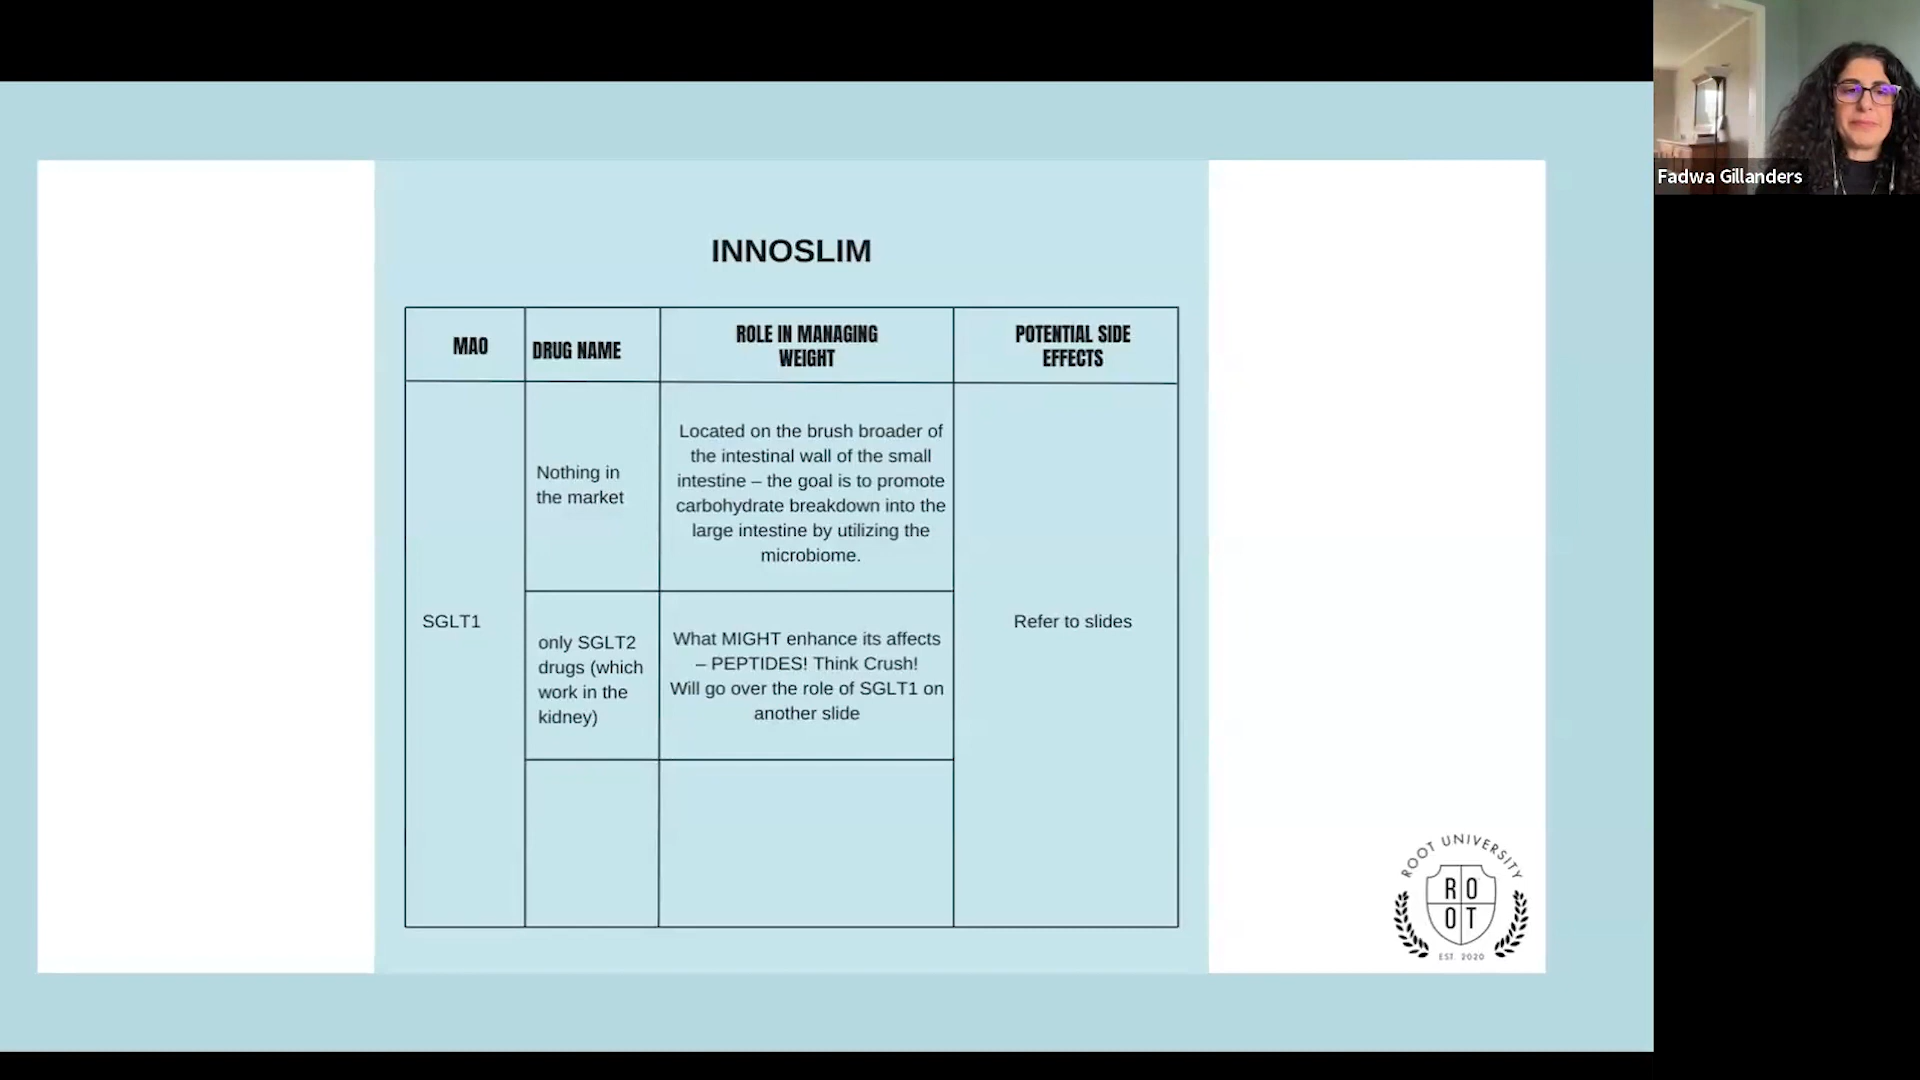 Fadwa Gillanders
INNOSLIM
MAO
DRUG NAME
ROLE IN MANAGING
WEIGHT
POTENTIAL SIDE
EFFECTS
SGLT1
Nothing in
the market
Located on the brush broader of
the intestinal wall of the small
intestine – the goal is to promote
carbohydrate breakdown into the
large intestine by utilizing the
microbiome.
only SGLT2
drugs (which
work in the
kidney)
What MIGHT enhance its affects
– PEPTIDES! Think Crush!
Will go over the role of SGLT1 on
another slide
Refer to slides
ROOT UNIVERSITY
RO
OT
EST. 2020